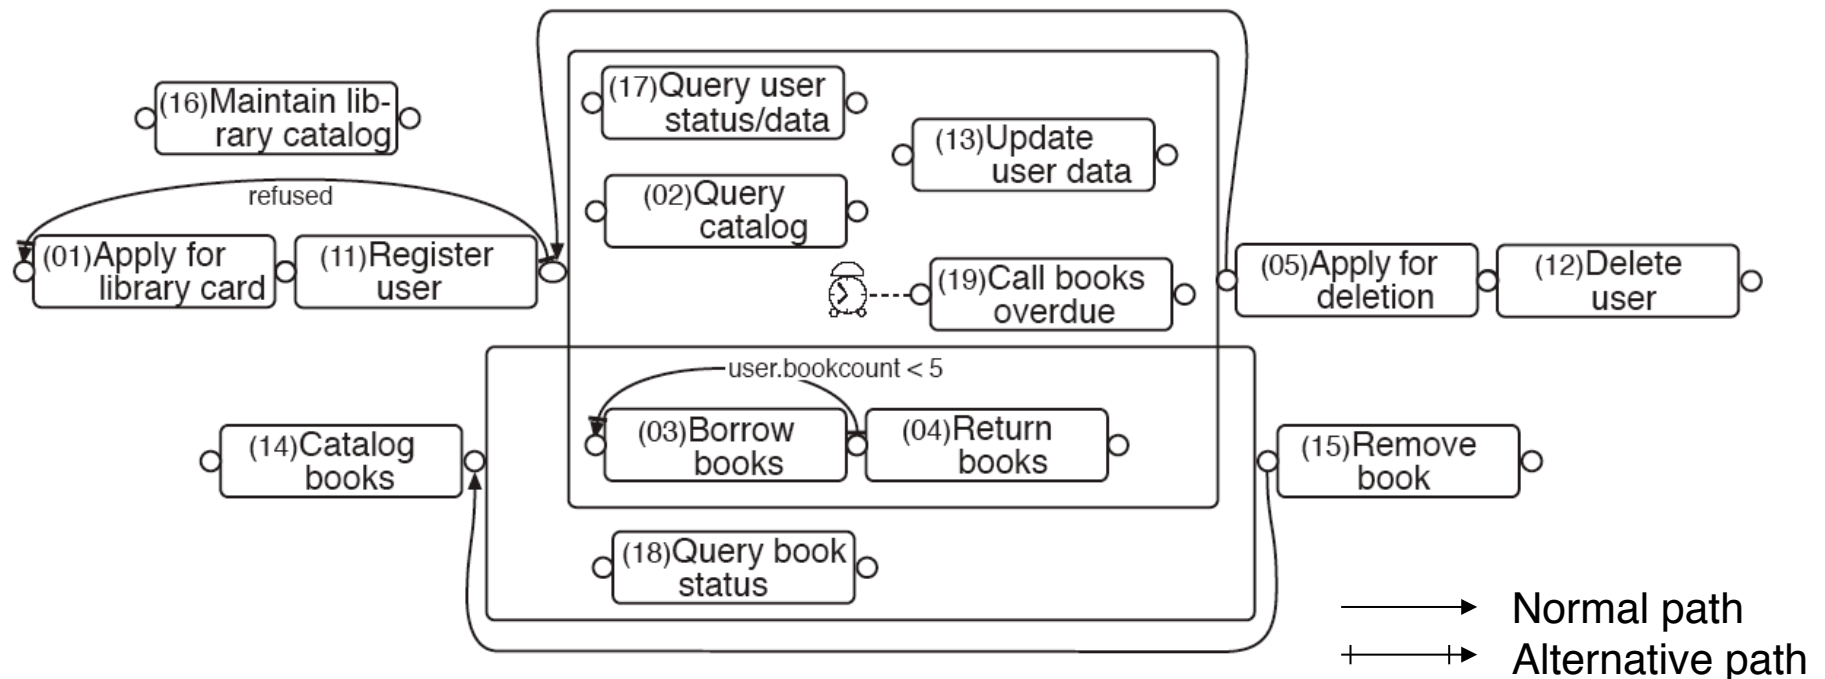 (16)Maintain lib-
rary catalog
refused
(01)Apply for
library card
(11)Register
user
(17)Query user
status/data
(13)Update
user data
(02)Query
catalog
(19)Call books
overdue
(05)Apply for
deletion
(12)Delete
user
user.bookcount < 5
(03)Borrow
books
(04)Return
books
(14)Catalog
books
(15)Remove
book
(18)Query book
status
Normal path
Alternative path